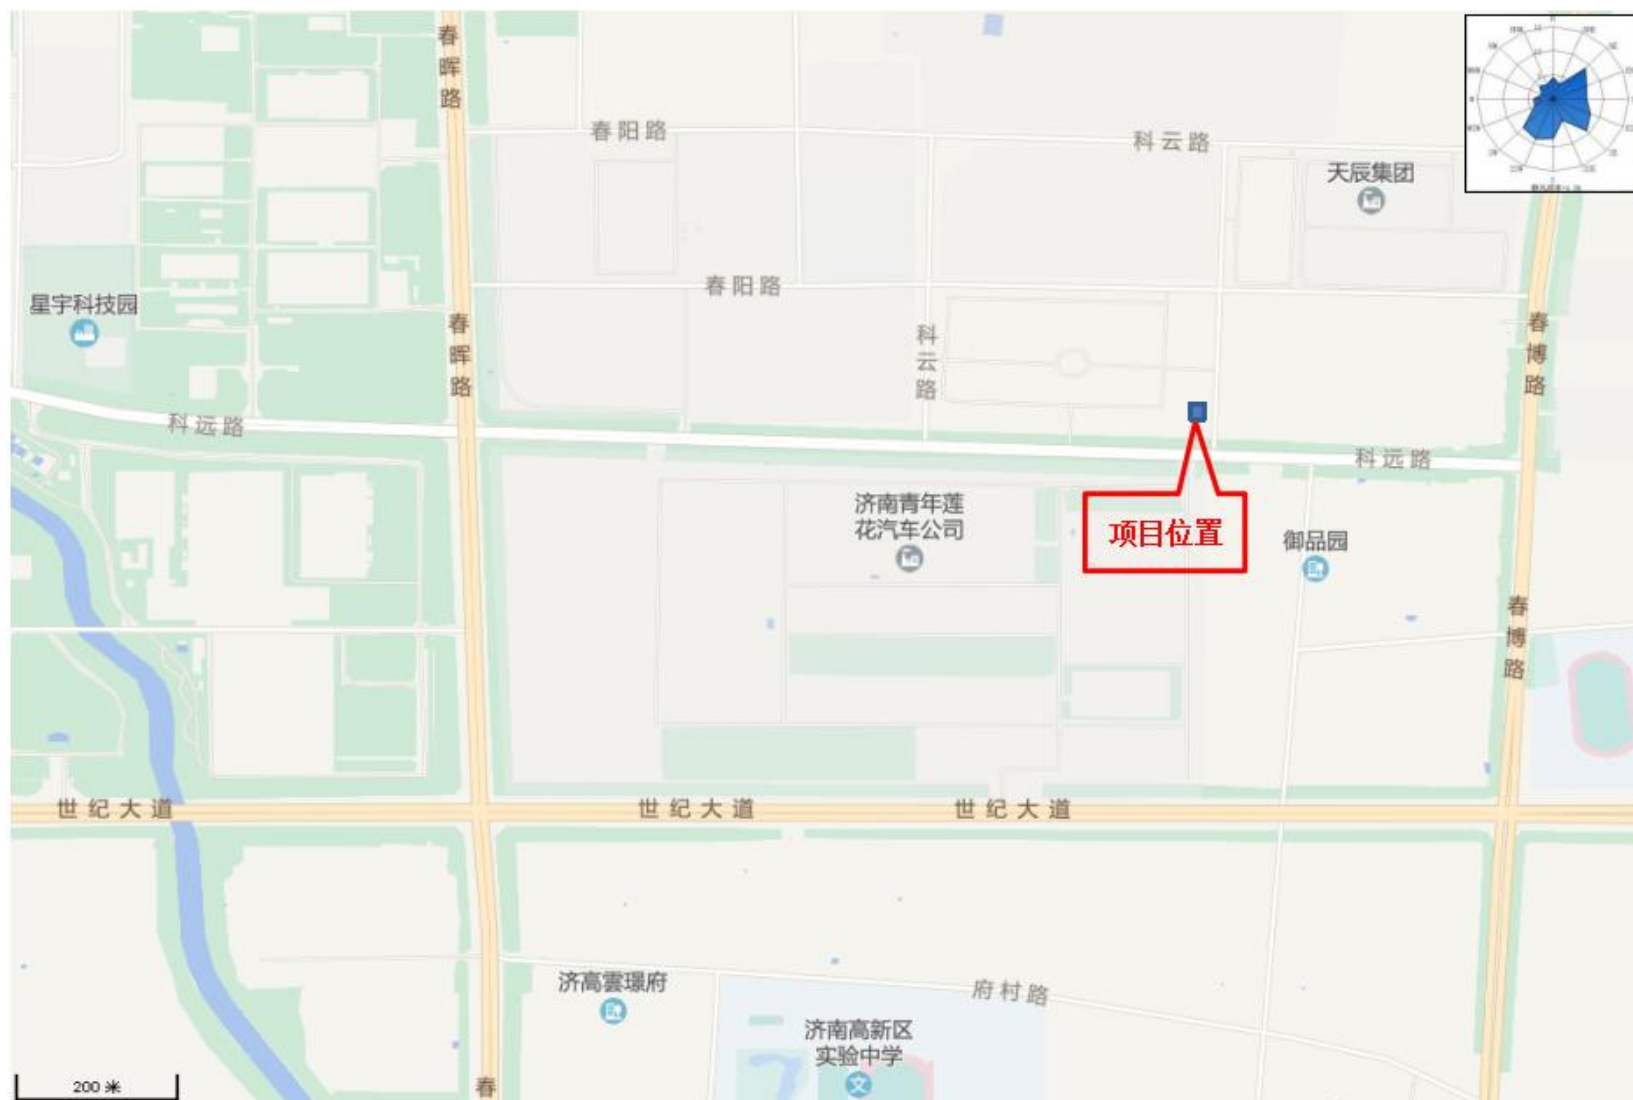 春晖路
春阳路
科云路
天辰集团
春阳路
星宇科技园
春晖路
科云路
春博路
科远路
科远路
济南青年莲
花汽车公司
项目位置
御品园
春博路
世纪大道
世纪大道
世纪大道
济高雲璟府
府村路
济南高新区
实验中学
文
200 米
春